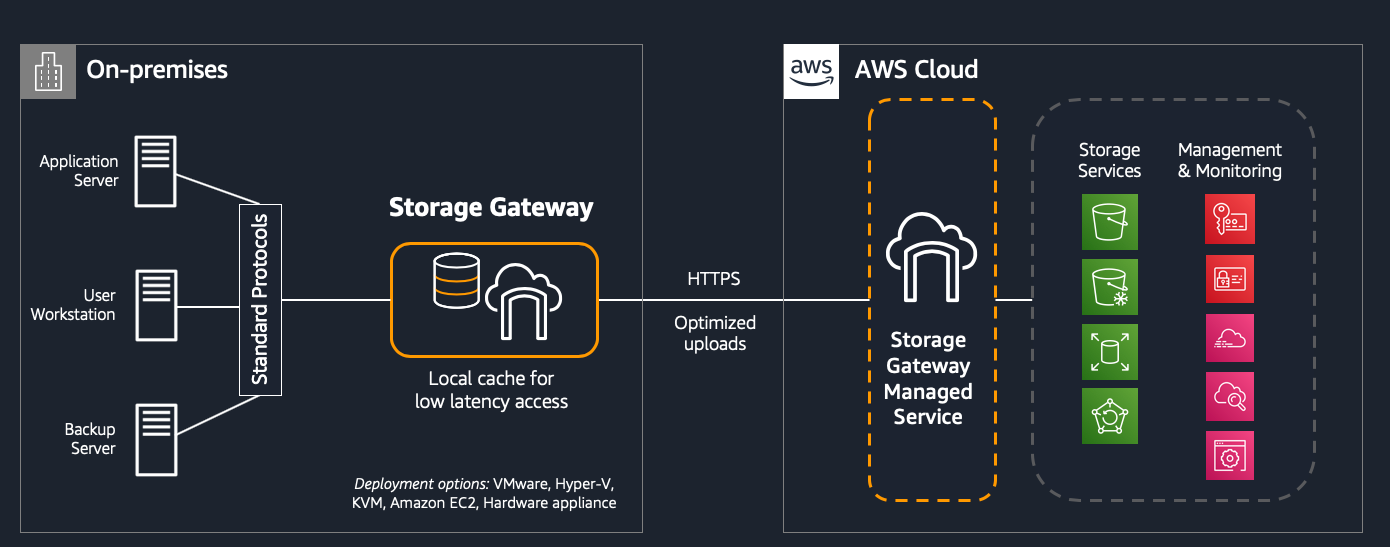 On-premises
Application
Server
User
Workstation
Backup
Server
Standard Protocols
Storage Gateway
Local cache for
low latency access
Deployment options: VMware, Hyper-V,
KVM, Amazon EC2, Hardware appliance
HTTPS
Optimized
uploads
aws
AWS Cloud
Storage
Gateway
Managed
Service
Storage
Services
Management
& Monitoring